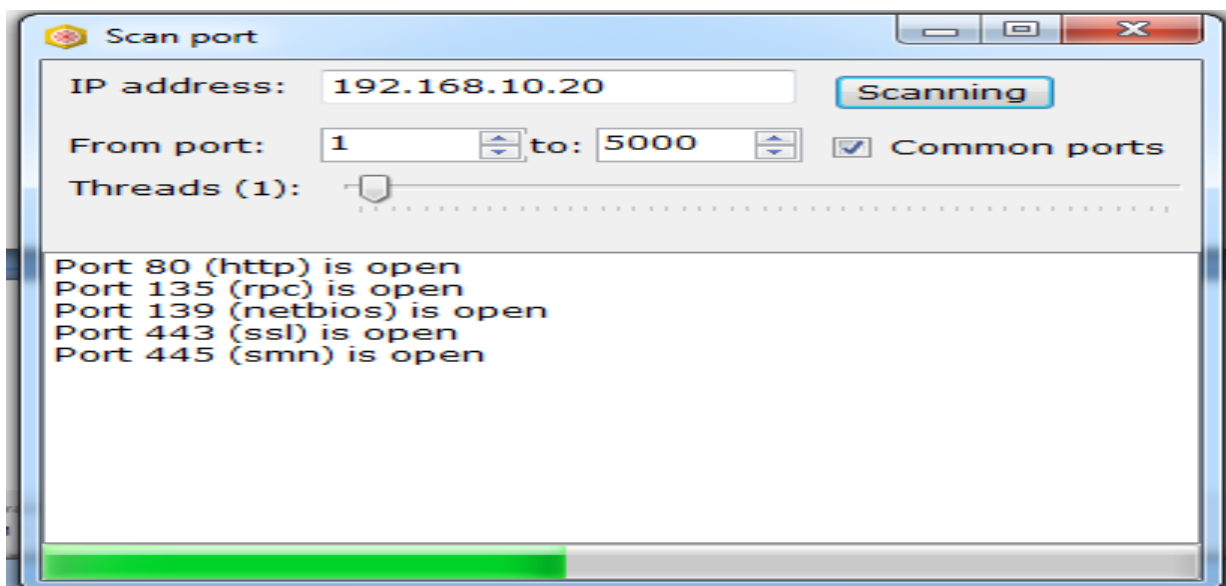 Scan port
IP address: 192.168.10.20 Scanning
From port: 1 to: 5000 Common ports
Threads (1):
Port 80 (http) is open
Port 135 (rpc) is open
Port 139 (netbios) is open
Port 443 (ssl) is open
Port 445 (smn) is open